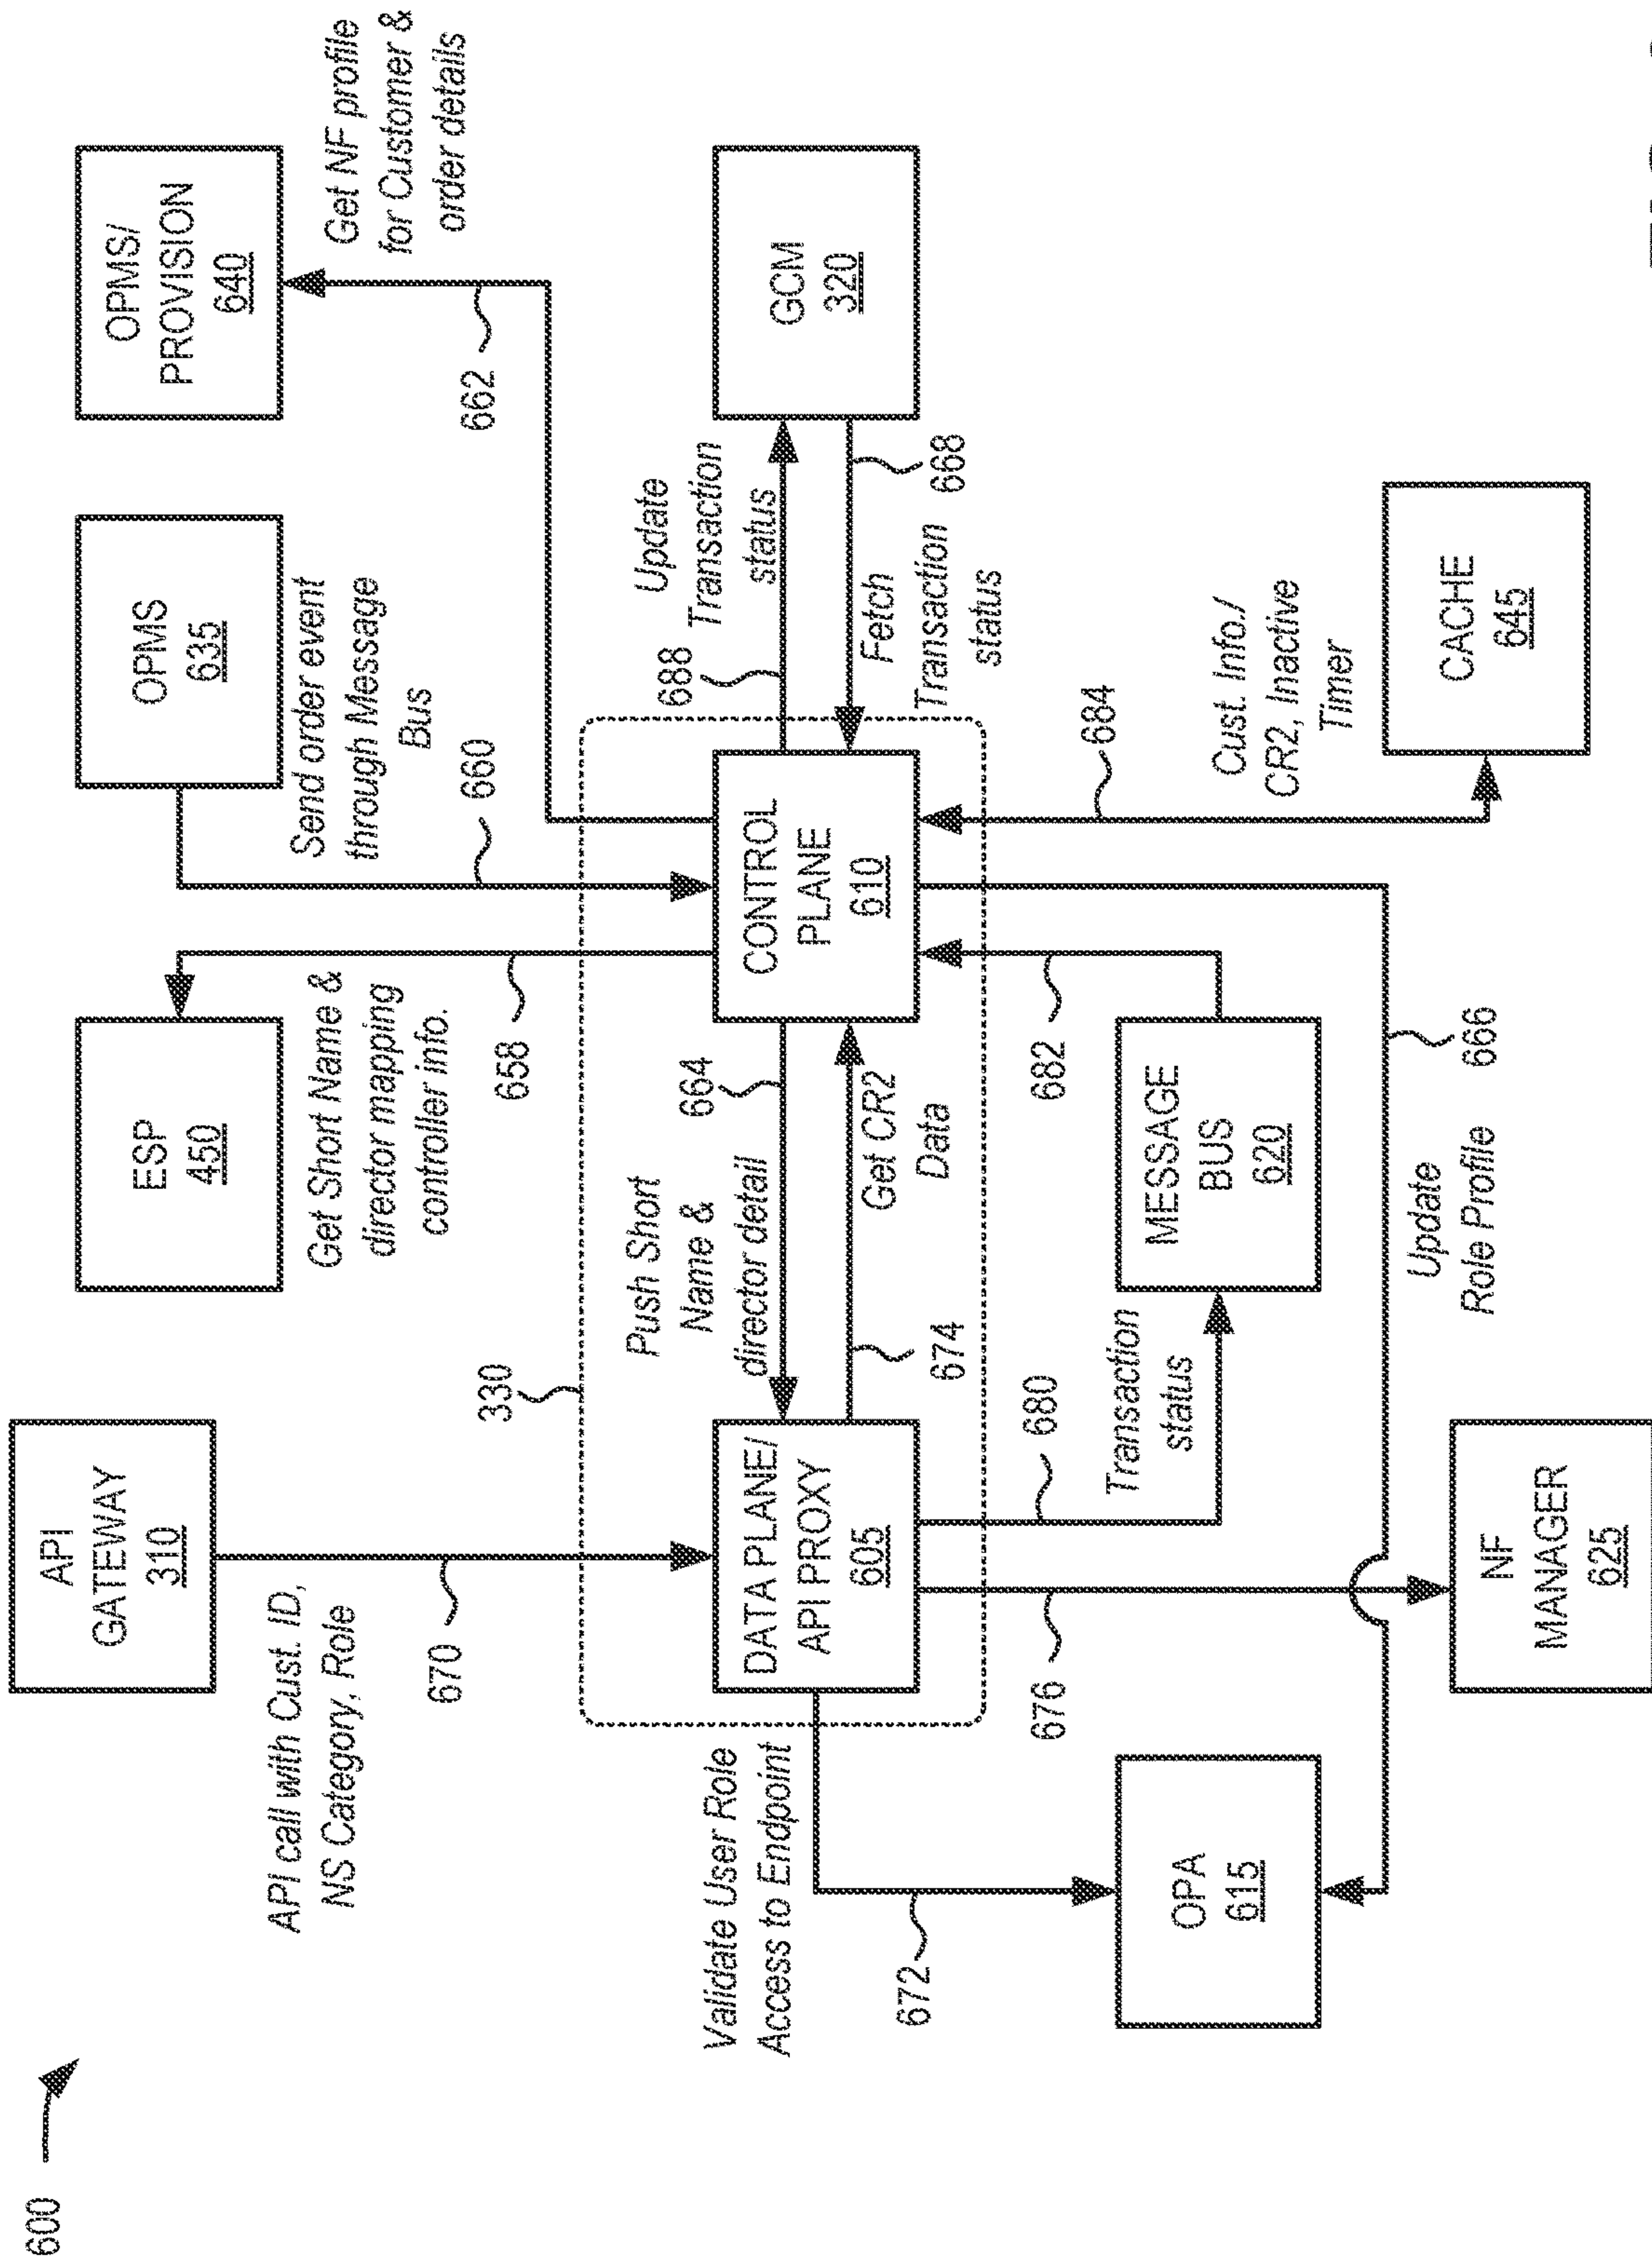 600
API
GATEWAY
310
ESP
450
OPMS
635
OPMS/
PROVISION
640
API call with Cust. ID,
NS Category, Role
670
Get Short Name &
director mapping
controller info.
658
Send order event
through Message
Bus
660
Get NF profile
for Customer &
order details
662
330
Validate User Role
Access to Endpoint
672
DATA PLANE/
API PROXY
605
Push Short
Name &
director detail
664
674
Get CR2
Data
CONTROL
PLANE
610
688
Update
Transaction
status
Fetch
Transaction
status
668
GCM
320
676
680
Transaction
status
682
684
Cust. Info./
CR2, Inactive
Timer
OPA
615
MESSAGE
BUS
620
Update
Role Profile
666
NF
MANAGER
625
CACHE
645